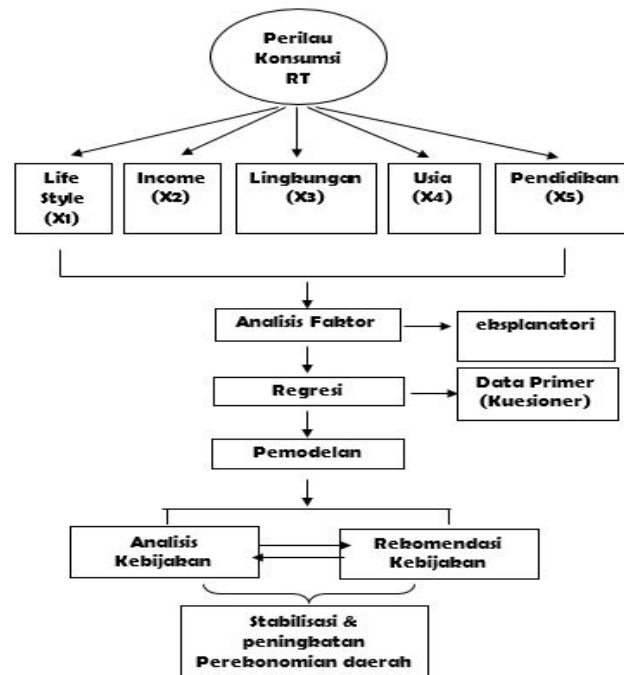 Perilau
Konsumsi
RT
Life
Style
(X1)
Income
(X2)
Lingkungan
(X3)
Usia
(X4)
Pendidikan
(X5)
Analisis Faktor
eksplanatori
Regresi
Data Primer
(Kuesioner)
Pemodelan
Analisis
Kebijakan
Rekomendasi
Kebijakan
Stabilisasi &
peningkatan
Perekonomian daerah